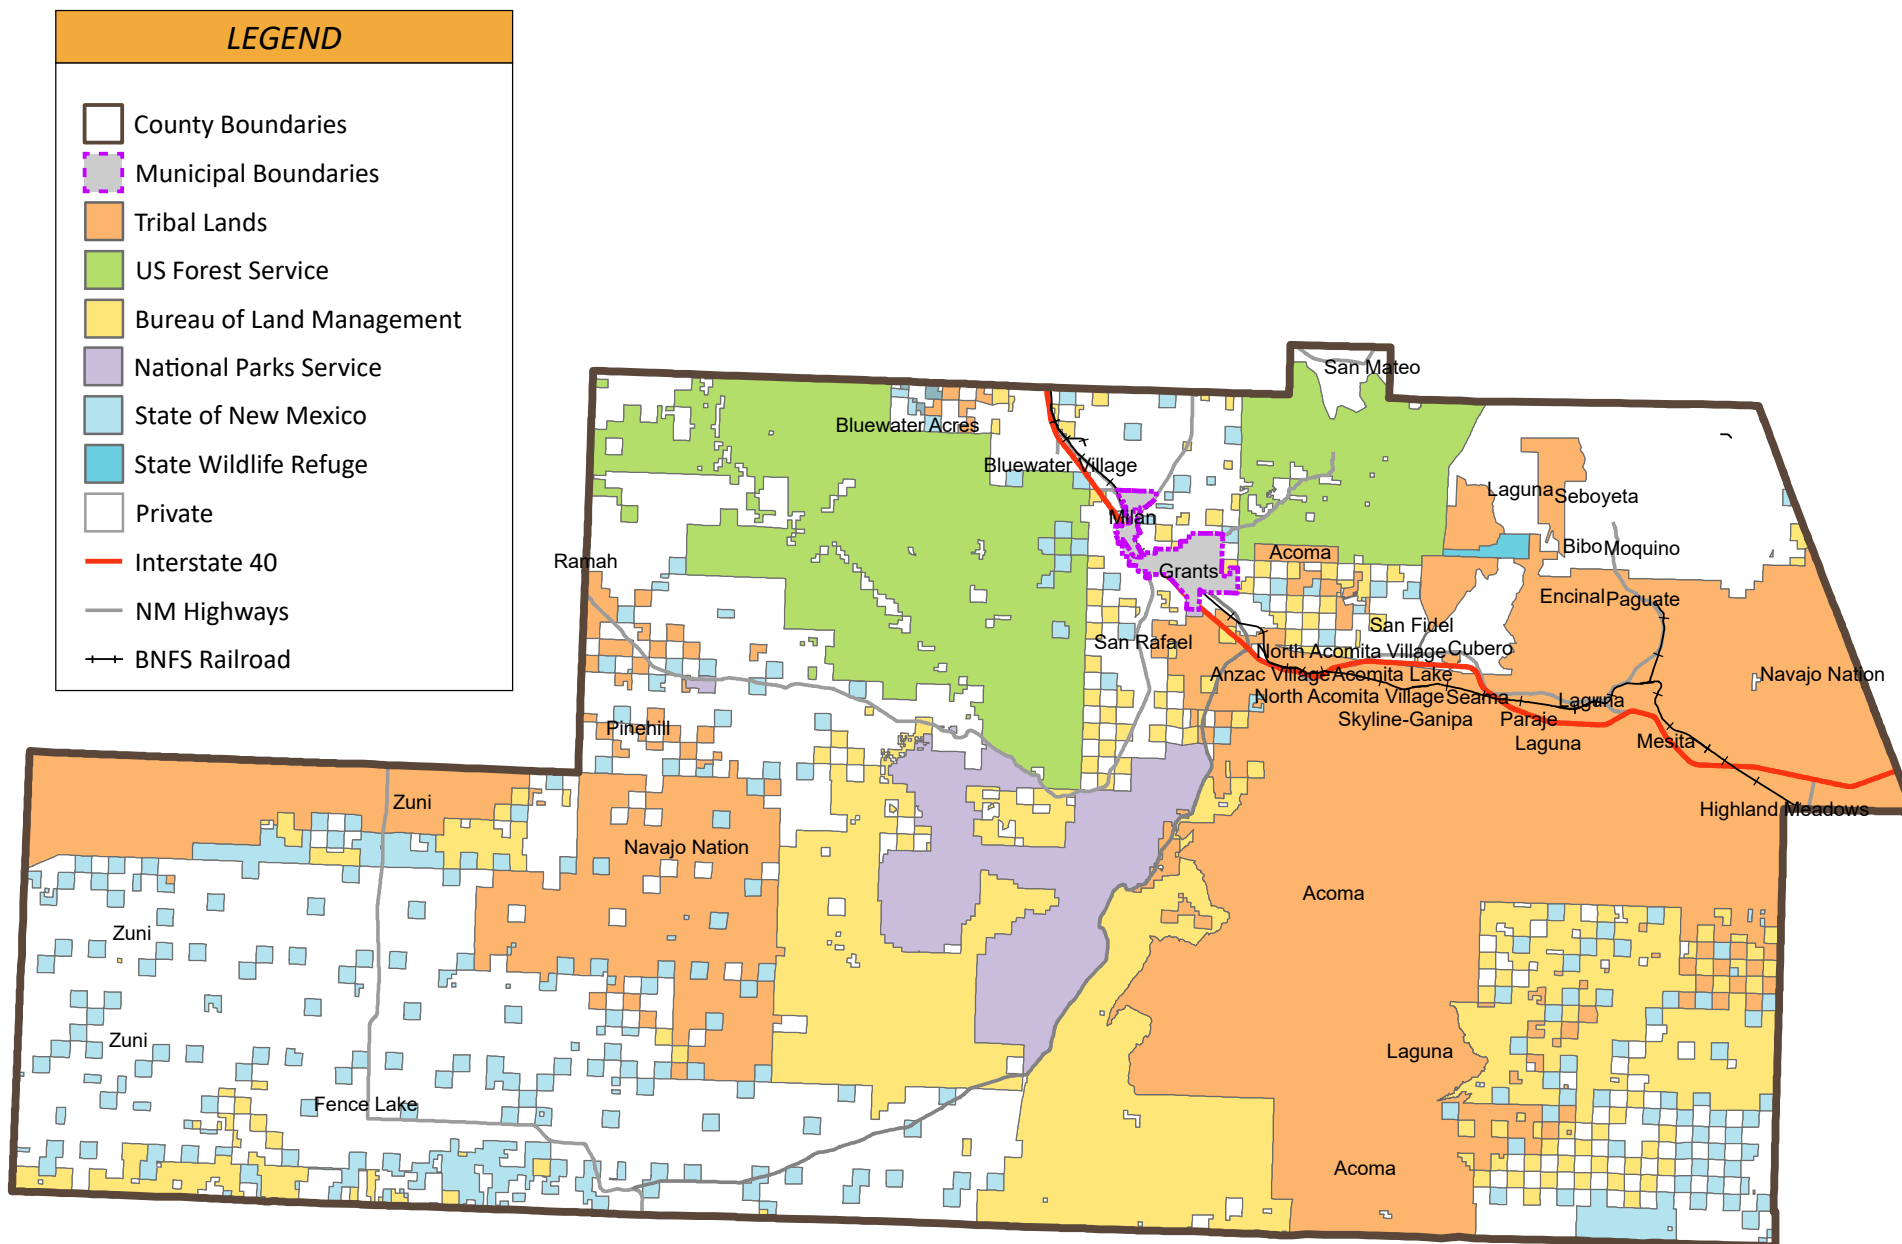 LEGEND
County Boundaries
Municipal Boundaries
Tribal Lands
US Forest Service
Bureau of Land Management
National Parks Service
State of New Mexico
State Wildlife Refuge
Private
Interstate 40
NM Highways
BNFS Railroad
San Mateo
Bluewater Acres
Bluewater Village
Laguna
Seboyeta
Milan
Bibo
Moquino
Acoma
Ramah
Grants
Encinal
Paguate
San Fidel
San Rafael
North Acomita Village
Cubero
Anzac Village
Acomita Lake
Navajo Nation
North Acomita Village
Seama
Laguna
Skyline-Ganipa
Paraje
Pinehill
Laguna
Mesita
Zuni
Highland Meadows
Navajo Nation
Acoma
Zuni
Zuni
Laguna
Fence Lake
Acoma